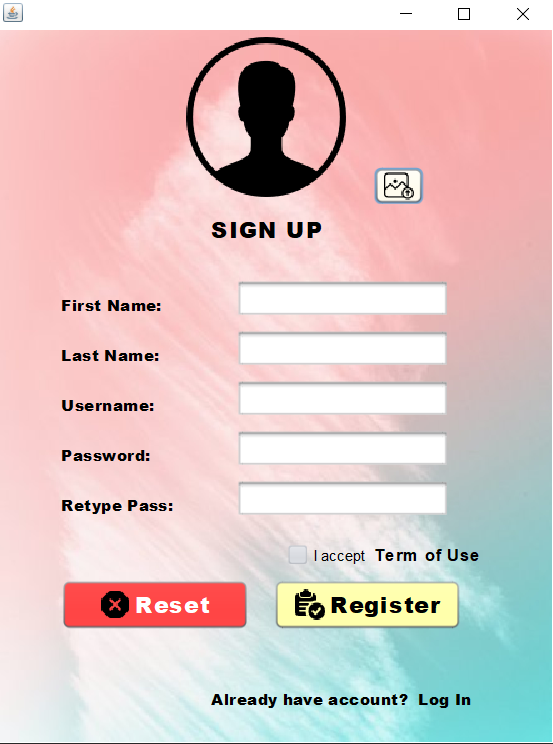 SIGN UP
First Name:
Last Name:
Username:
Password:
Retype Pass:
I accept Term of Use
Reset Register
Already have account? Log In